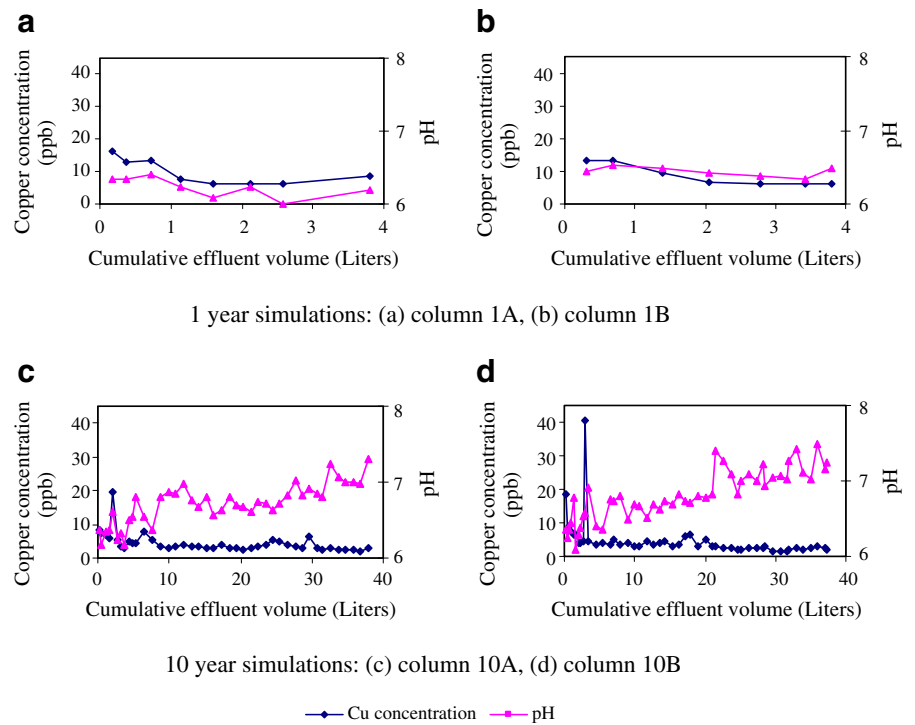 a
Copper concentration
(ppb)
40
30
20
10
0
8
7
6
pH
0 1 2 3 4
Cumulative effluent volume (Liters)
b
Copper concentration
(ppb)
40
30
20
10
0
8
7
6
pH
0 1 2 3 4
Cumulative effluent volume (Liters)
1 year simulations: (a) column 1A, (b) column 1B
c
Copper concentration
(ppb)
40
30
20
10
0
8
7
6
pH
0 10 20 30 40
Cumulative effluent volume (Liters)
d
Copper concentration
(ppb)
40
30
20
10
0
8
7
6
pH
0 10 20 30 40
Cumulative effluent volume (Liters)
10 year simulations: (c) column 10A, (d) column 10B
Cu concentration pH